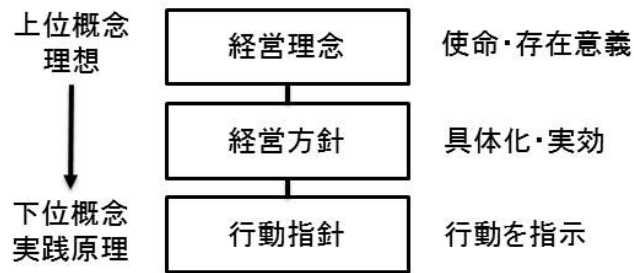 上位概念
理想
経営理念
使命・存在意義
経営方針
具体化・実効
下位概念
実践原理
行動指針
行動を指示